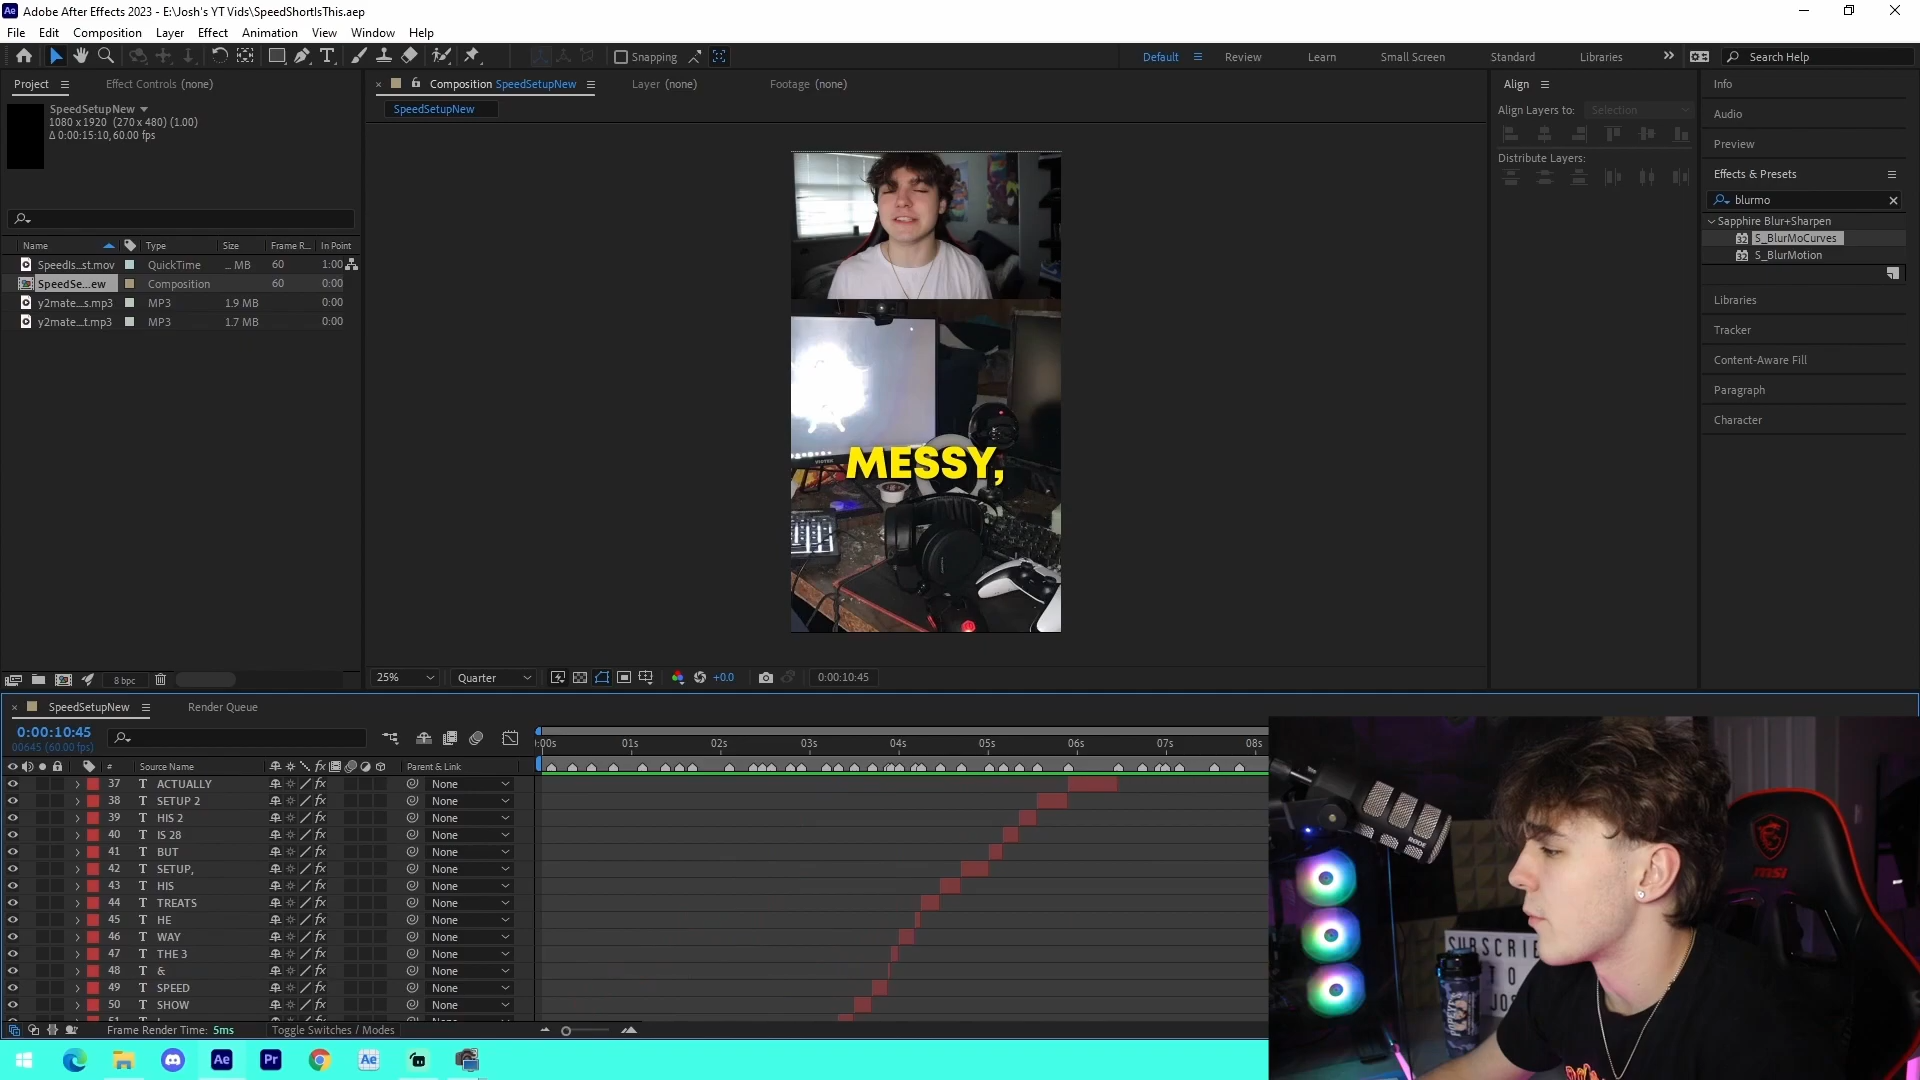 Adobe After Effects 2023 - E:\Josh's YT Vids\SpeedShortIsThis.aep
File Edit Composition Layer Effect Animation View Window Help
Snapping
Default Review Learn Small Screen Standard Libraries Search Help
Project Effect Controls (none)
SpeedSetupNew
1080 x 1920 (270 x 480) (1.00)
Δ 0:00:15:10, 60.00 fps
Name Type Size Frame R... In Point
SpeedIs...st.mov QuickTime ... MB 60 1:00
SpeedSe...ew Composition 60 0:00
y2mate....s.mp3 MP3 1.9 MB 0:00
y2mate....t.mp3 MP3 1.7 MB 0:00
8 bpc
Composition SpeedSetupNew Layer (none) Footage (none)
SpeedSetupNew
MESSY,
25% Quarter +0.0 0:00:10:45
Align
Align Layers to: Selection
Distribute Layers:
Info
Audio
Preview
Effects & Presets
blurmo
Sapphire Blur+Sharpen
S_BlurMoCurves
S_BlurMotion
Libraries
Tracker
Content-Aware Fill
Paragraph
Character
SpeedSetupNew Render Queue
0:00:10:45
00645 (60.00 fps)
:00s 01s 02s 03s 04s 05s 06s 07s 08s
# Source Name Parent & Link
37 T ACTUALLY None
38 T SETUP 2 None
39 T HIS 2 None
40 T IS 28 None
41 T BUT None
42 T SETUP, None
43 T HIS None
44 T TREATS None
45 T HE None
46 T WAY None
47 T THE 3 None
48 T & None
49 T SPEED None
50 T SHOW None
Frame Render Time: 5ms Toggle Switches / Modes
Ae Pr Ae
RODE
msi
SUBSCRIBE
TO
JOS